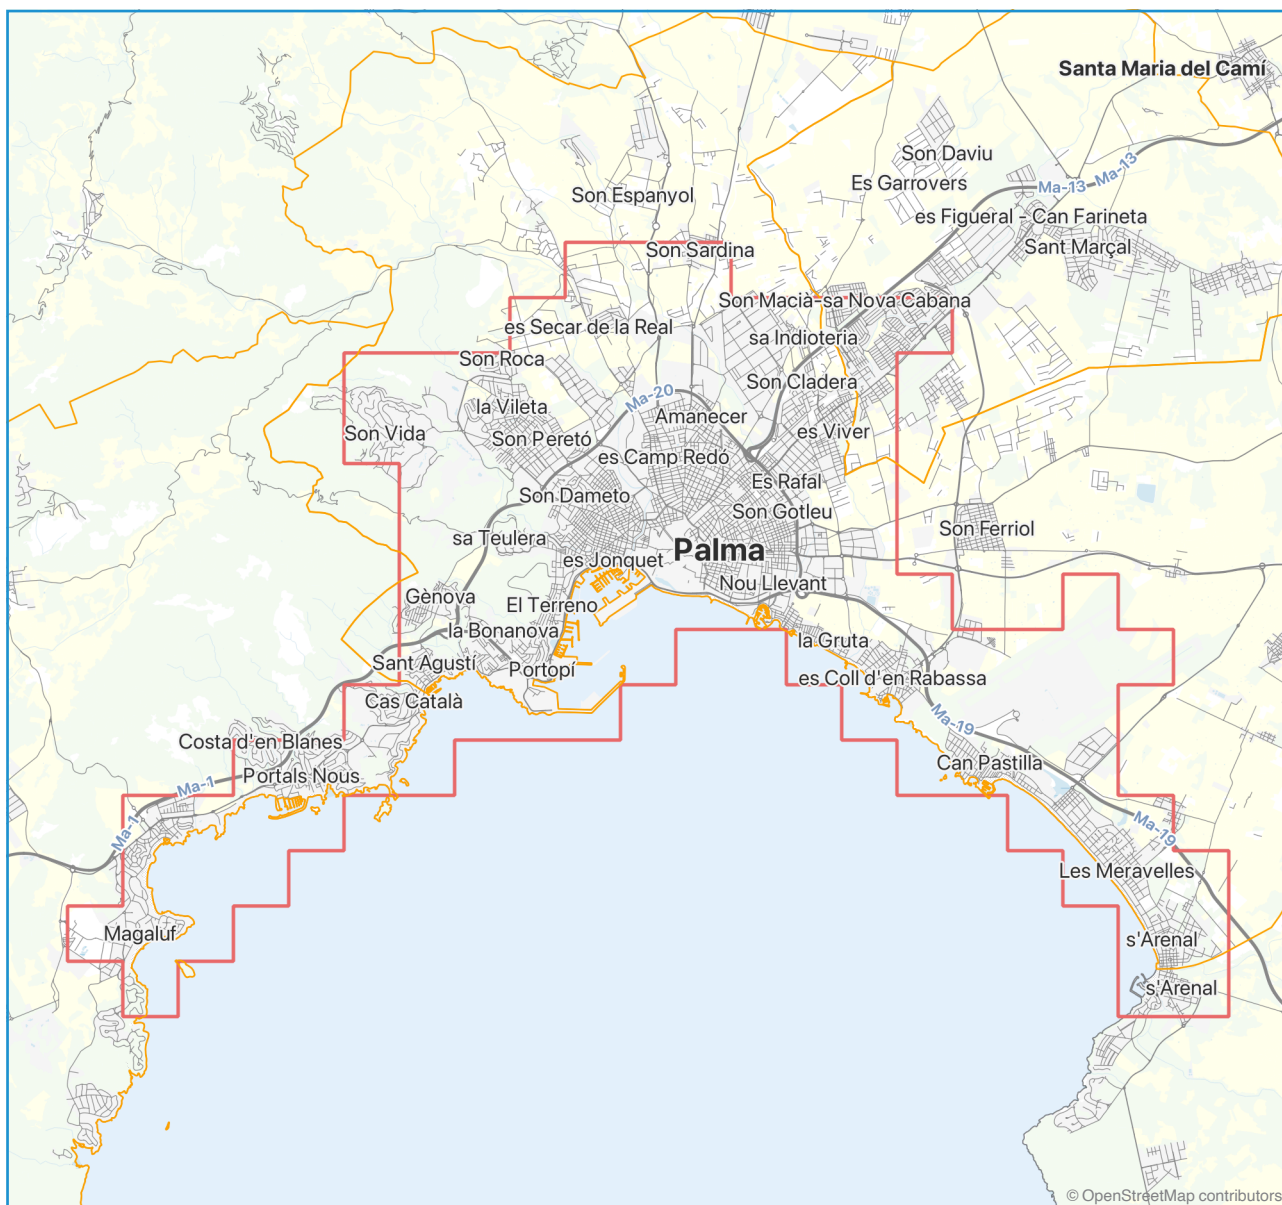 Santa Maria del Camí
Son Daviu
Es Garrovers
Ma-13
Ma-13
Son Espanyol
es Figueral - Can Farineta
Sant Marçal
Son Sardina
Son Macià-sa Nova Cabana
es Secar de la Real
sa Indioteria
Son Roca
Son Cladera
Ma-20
la Vileta
Amanecer
Son Vida
Son Peretó
es Viver
es Camp Redó
Es Rafal
Son Dameto
Son Gotleu
Son Ferriol
sa Teulera
Palma
es Jonquet
Nou Llevant
Gènova
El Terreno
la Bonanova
la Gruta
Sant Agustí
Portopí
es Coll d'en Rabassa
Cas Català
Ma-19
Costa d'en Blanes
Can Pastilla
Portals Nous
Ma-1
Ma-1
Ma-19
Les Meravelles
Magaluf
s'Arenal
s'Arenal
© OpenStreetMap contributors